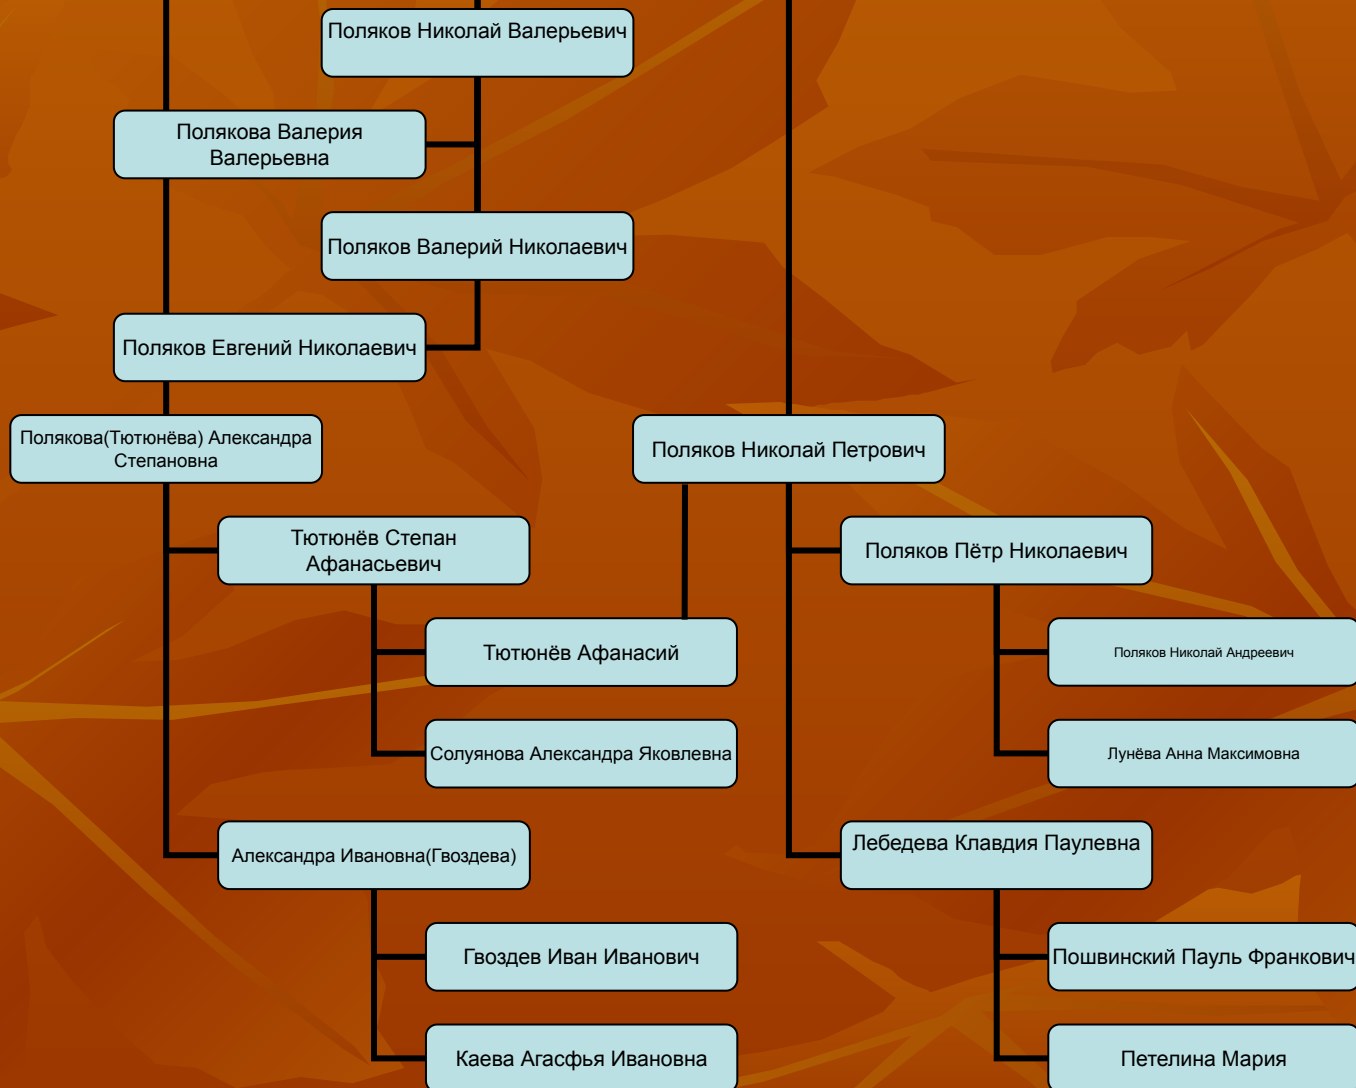 Поляков Николай Валерьевич
Полякова Валерия
Валерьевна
Поляков Валерий Николаевич
Поляков Евгений Николаевич
Полякова(Тютюнёва) Александра
Степановна
Поляков Николай Петрович
Тютюнёв Степан
Афанасьевич
Поляков Пётр Николаевич
Тютюнёв Афанасий
Поляков Николай Андреевич
Солуянова Александра Яковлевна
Лунёва Анна Максимовна
Александра Ивановна(Гвоздева)
Лебедева Клавдия Паулевна
Гвоздев Иван Иванович
Пошвинский Пауль Франкович
Каева Агасфья Ивановна
Петелина Мария